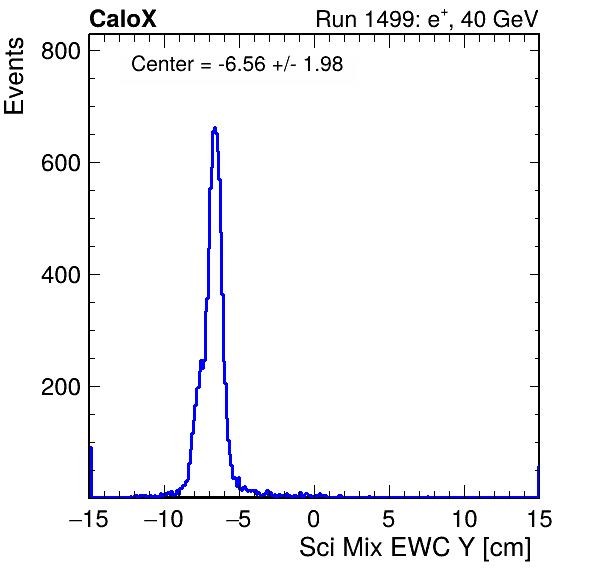 CaloX Run 1499: e+, 40 GeV
Center = -6.56 +/- 1.98
Events
800
600
400
200
−15 −10 −5 0 5 10 15
Sci Mix EWC Y [cm]